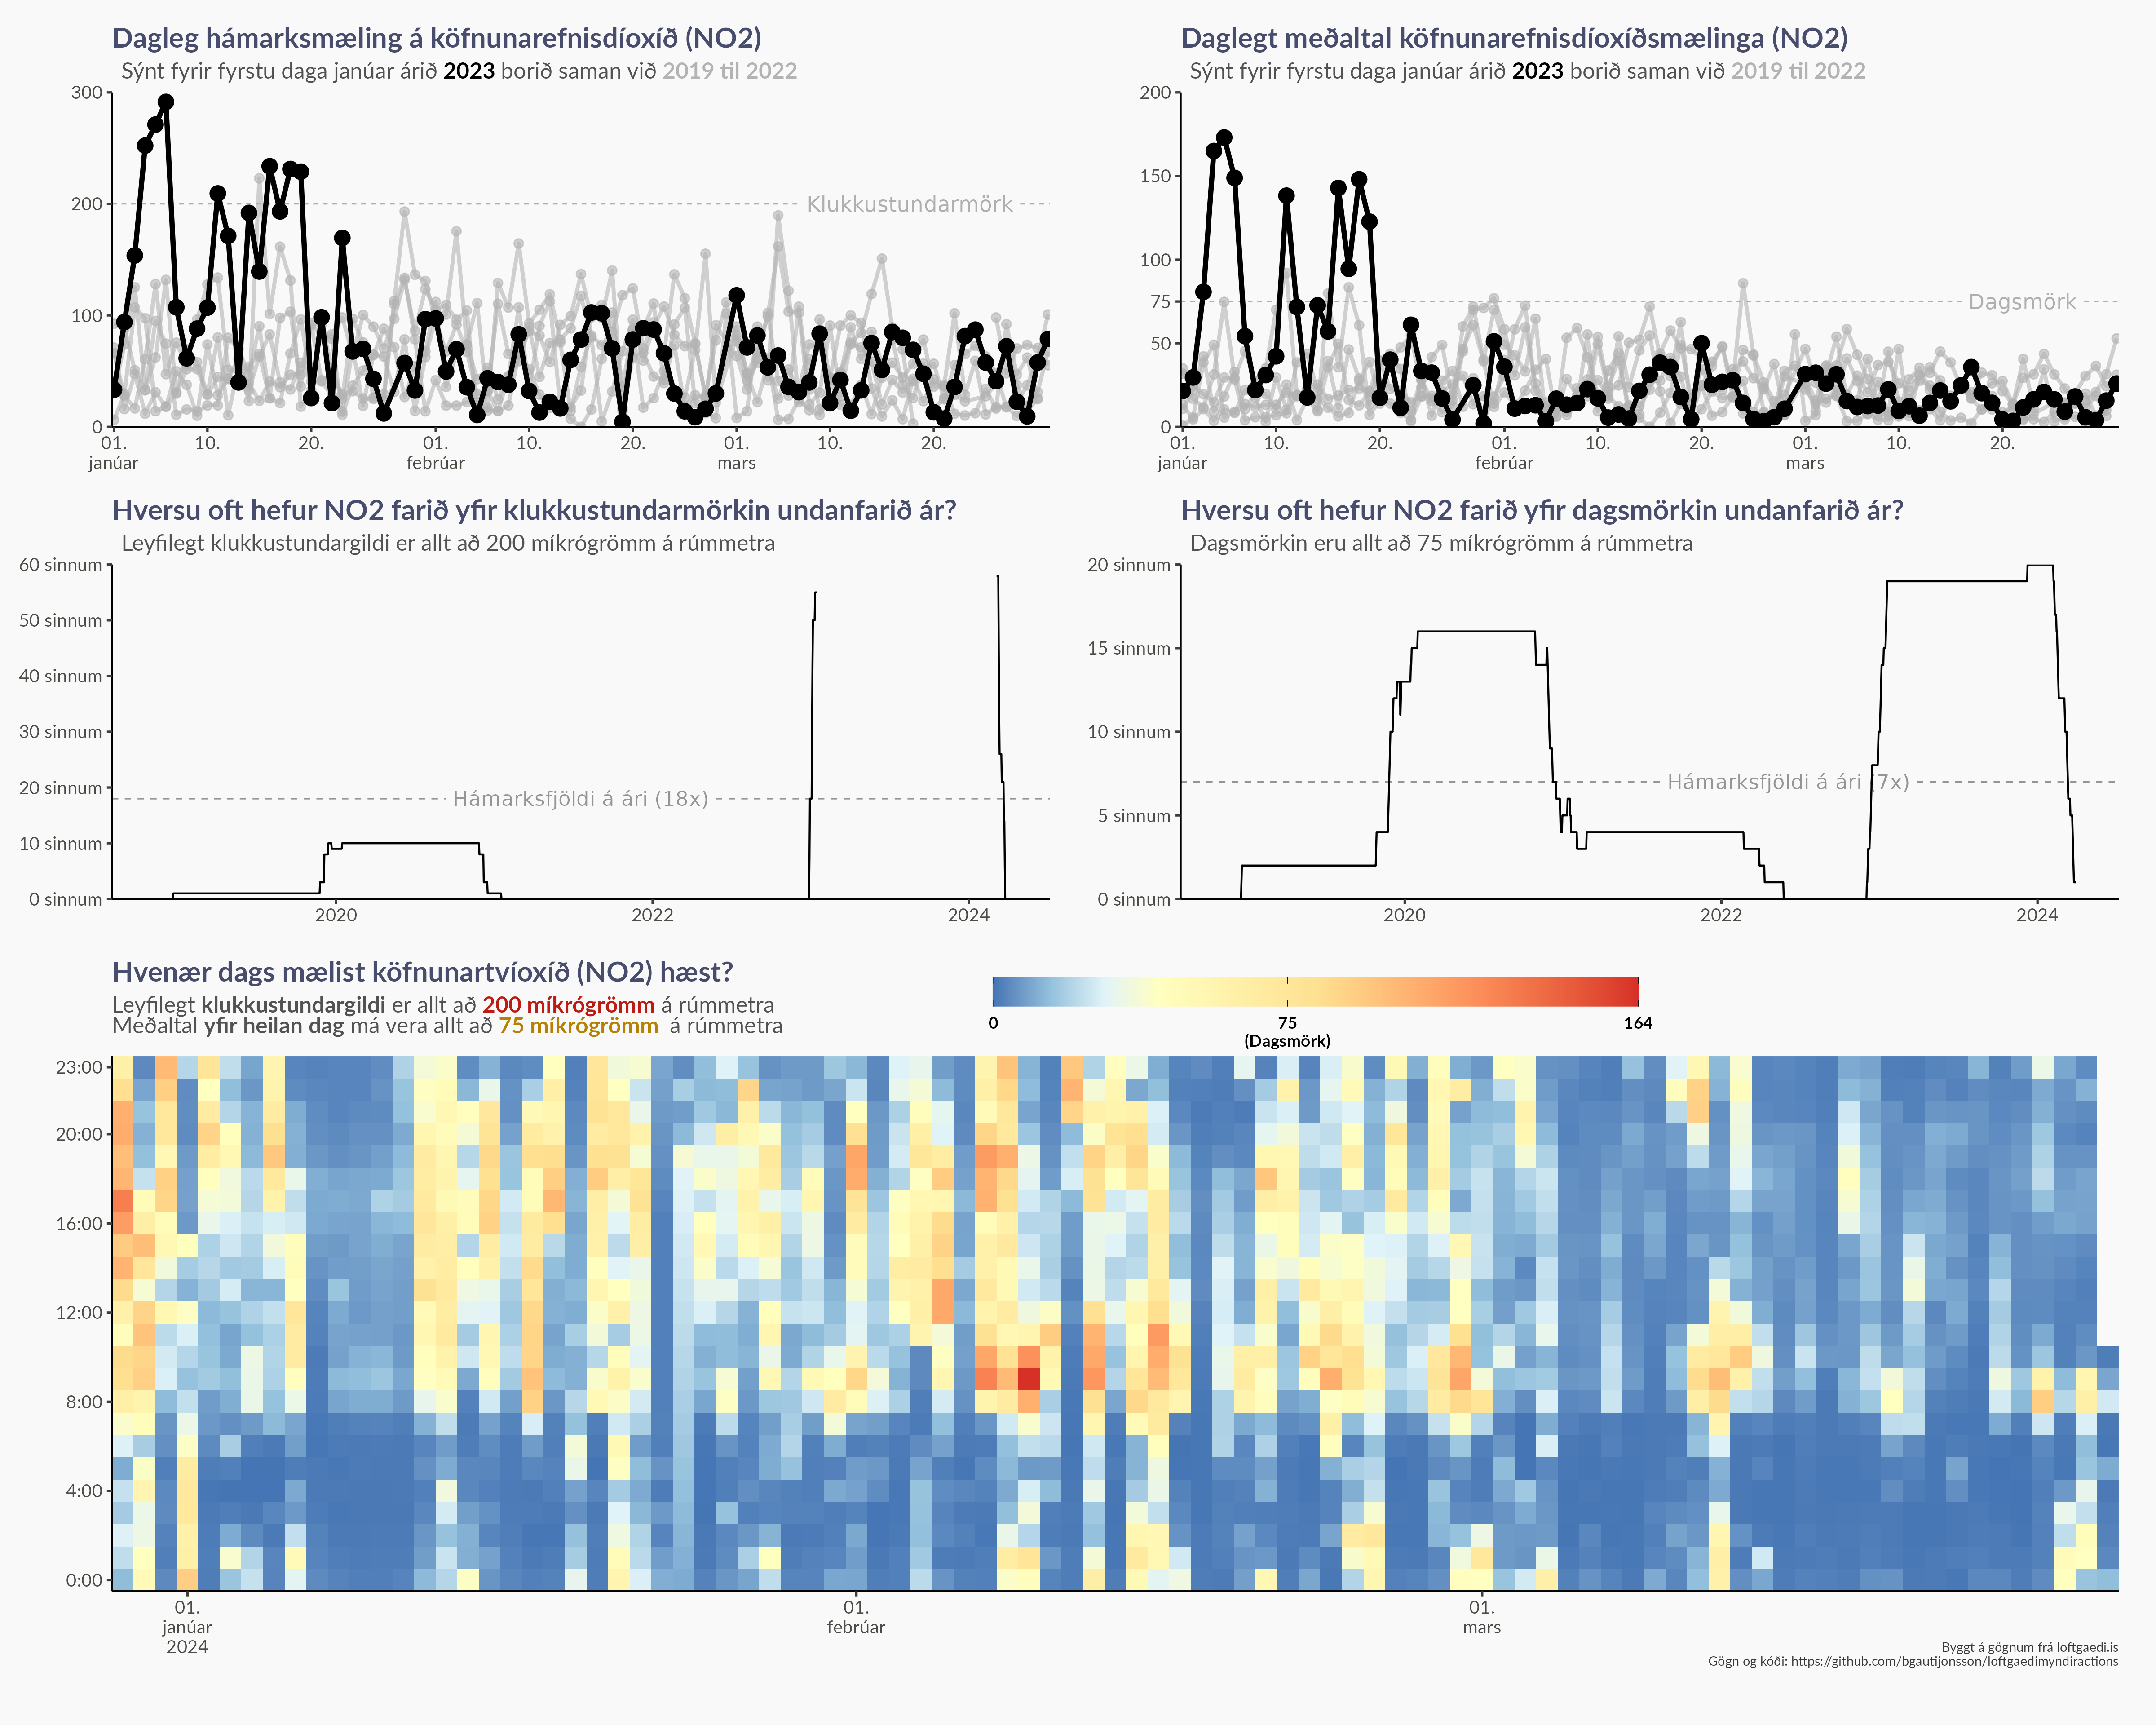 Dagleg hámarksmæling á köfnunarefnisdíoxíð (NO2)
Sýnt fyrir fyrstu daga janúar árið 2023 borið saman við 2019 til 2022
300
200
100
0
Klukkustundarmörk
01. 10. 20. 01. 10. 20. 01. 10. 20.
janúar febrúar mars
Daglegt meðaltal köfnunarefnisdíoxíðsmælinga (NO2)
Sýnt fyrir fyrstu daga janúar árið 2023 borið saman við 2019 til 2022
200
150
100
75
50
0
Dagsmörk
01. 10. 20. 01. 10. 20. 01. 10. 20.
janúar febrúar mars
Hversu oft hefur NO2 farið yfir klukkustundarmörkin undanfarið ár?
Leyfilegt klukkustundargildi er allt að 200 míkrógrömm á rúmmetra
60 sinnum
50 sinnum
40 sinnum
30 sinnum
20 sinnum
10 sinnum
0 sinnum
Hámarksfjöldi á ári (18x)
2020 2022 2024
Hversu oft hefur NO2 farið yfir dagsmörkin undanfarið ár?
Dagsmörkin eru allt að 75 míkrógrömm á rúmmetra
20 sinnum
15 sinnum
10 sinnum
5 sinnum
0 sinnum
Hámarksfjöldi á ári (7x)
2020 2022 2024
Hvenær dags mælist köfnunartvíoxíð (NO2) hæst?
Leyfilegt klukkustundargildi er allt að 200 míkrógrömm á rúmmetra
Meðaltal yfir heilan dag má vera allt að 75 míkrógrömm á rúmmetra
0 75 164
(Dagsmörk)
23:00
20:00
16:00
12:00
8:00
4:00
0:00
01. 01. 01.
janúar febrúar mars
2024
Byggt á gögnum frá loftgaedi.is
Gögn og kóði: https://github.com/bgautijonsson/loftgaedimyndiractions